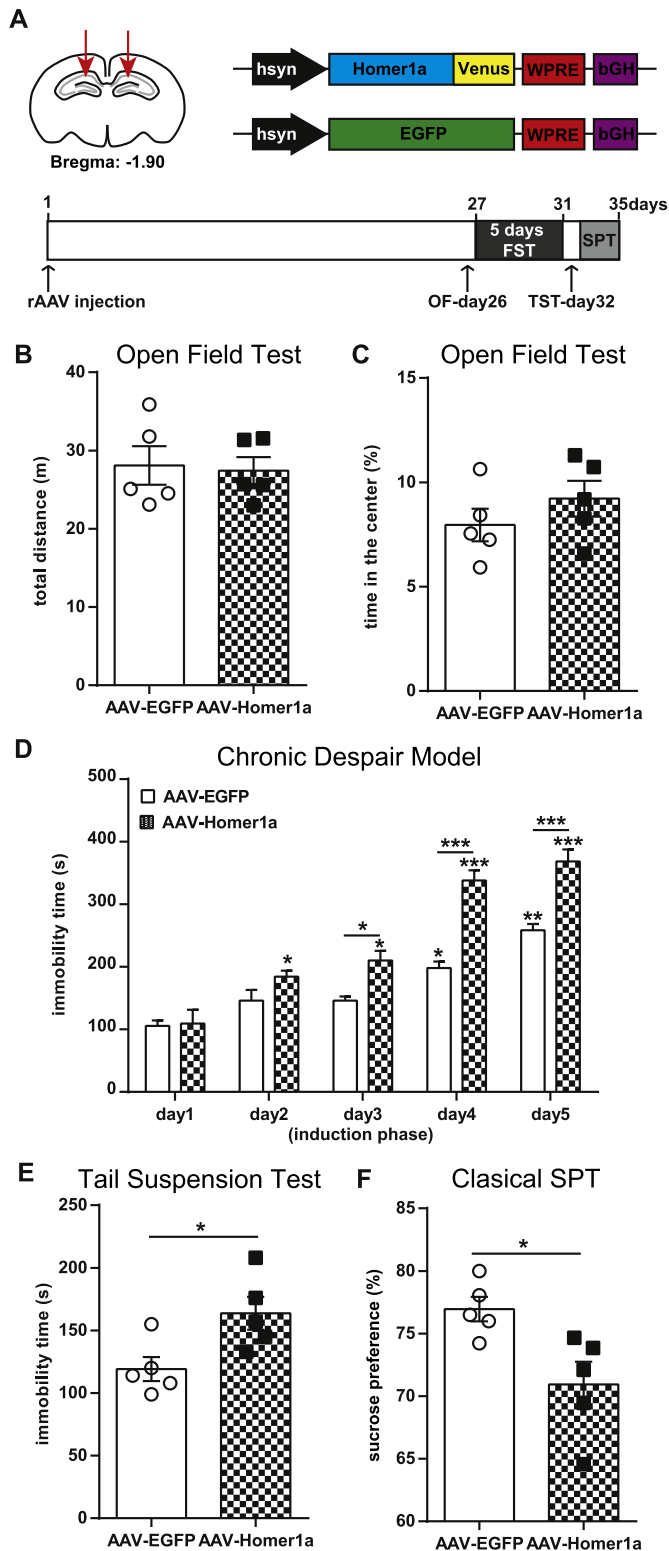 A
hsyn Homer1a Venus WPRE bGH
hsyn EGFP WPRE bGH
Bregma: -1.90
1 27 31 35days
5 days FST SPT
rAAV injection OF-day26 TST-day32
B Open Field Test
total distance (m)
40
30
20
10
0
AAV-EGFP AAV-Homer1a
C Open Field Test
time in the center (%)
15
10
5
0
AAV-EGFP AAV-Homer1a
D Chronic Despair Model
immobility time (s)
500
400
300
200
100
0
AAV-EGFP
AAV-Homer1a
*
*
*
*
***
***
**
***
***
day1 day2 day3 day4 day5
(induction phase)
E Tail Suspension Test
immobility time (s)
250
200
150
100
50
0
*
AAV-EGFP AAV-Homer1a
F Clasical SPT
sucrose preference (%)
85
80
75
70
65
60
*
AAV-EGFP AAV-Homer1a